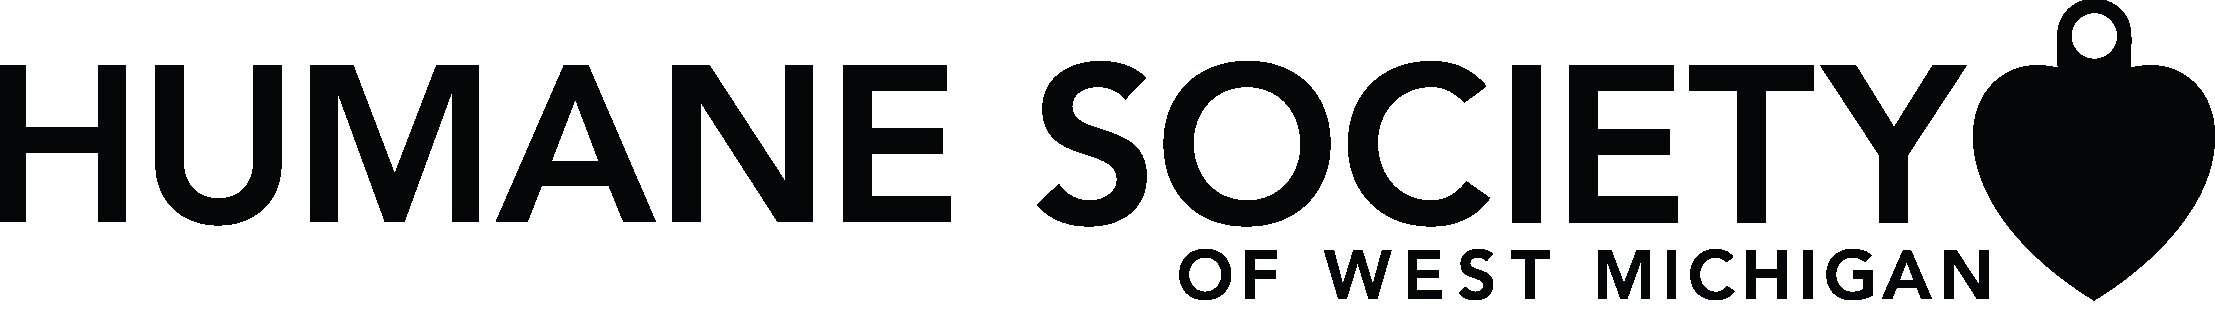 HUMANE SOCIETY
OF WEST MICHIGAN